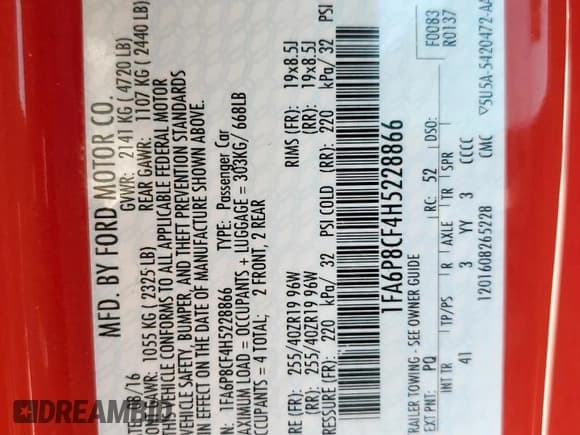 MFD. BY FORD MOTOR CO.
GVWR: 2141 KG ( 4720 LB)
1055 KG ( 2325 LB)
REAR GAWR: 1107 KG ( 2440 LB)
THIS VEHICLE CONFORMS TO ALL APPLICABLE FEDERAL MOTOR
VEHICLE SAFETY, BUMPER, AND THEFT PREVENTION STANDARDS
IN EFFECT ON THE DATE OF MANUFACTURE SHOWN ABOVE.
1FA6P8CF4H5228866 TYPE: Passenger Car
MAXIMUM LOAD = OCCUPANTS + LUGGAGE = 303KG/ 668LB
OCCUPANTS = 4 TOTAL; 2 FRONT, 2 REAR
(FR): 255/40ZR19 96W RIMS (FR): 19x8.5J
(RR): 255/40ZR19 96W (RR): 19x8.5J
PRESSURE (FR): 220 kPa/ 32 PSI COLD (RR): 220 kPa/ 32 PSI
1FA6P8CF4H5228866
F0083
R0137
TRAILER TOWING - SEE OWNER GUIDE
EXT PNT: PQ RC: 52 DSO:
INT TR TP/PS R AXLE TR SPR
41 3 YY 3 CCCC
1201608265228 CMC
5U5A-5420472-AA
DREAMBID